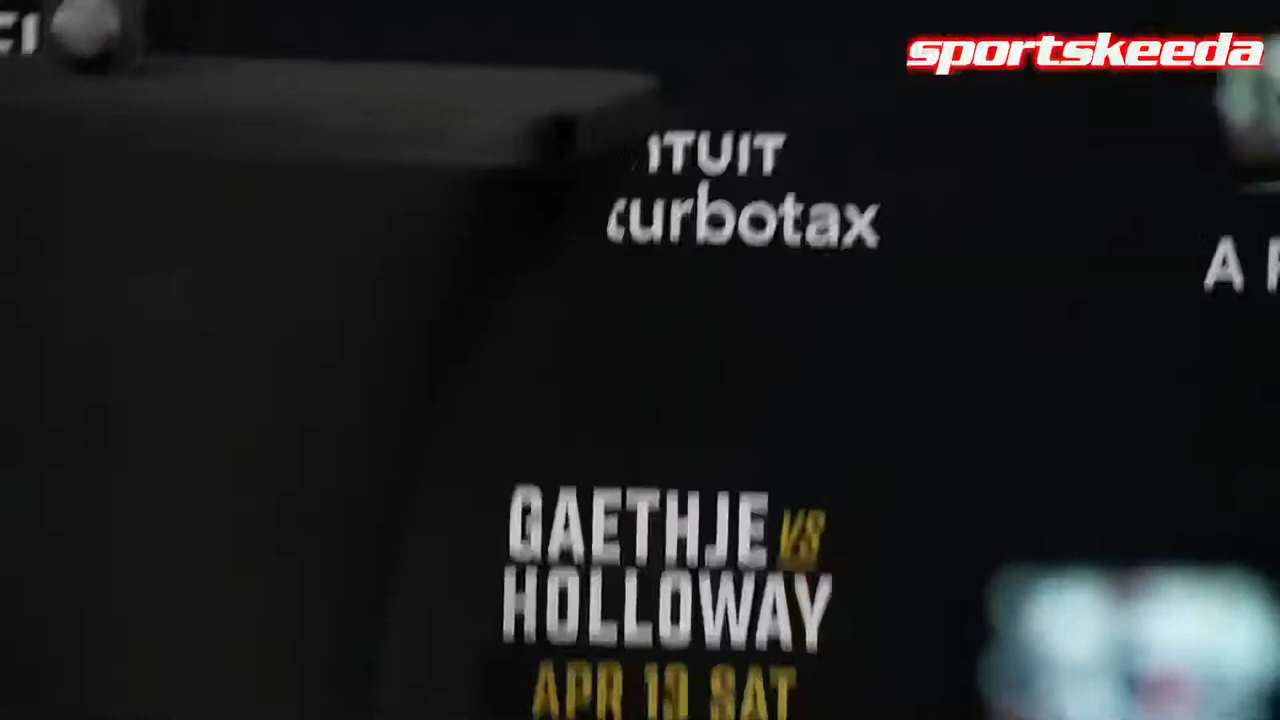 sportskeeda
ITUIT
turbotax
GAETHJE VS
HOLLOWAY
APR 13 SAT